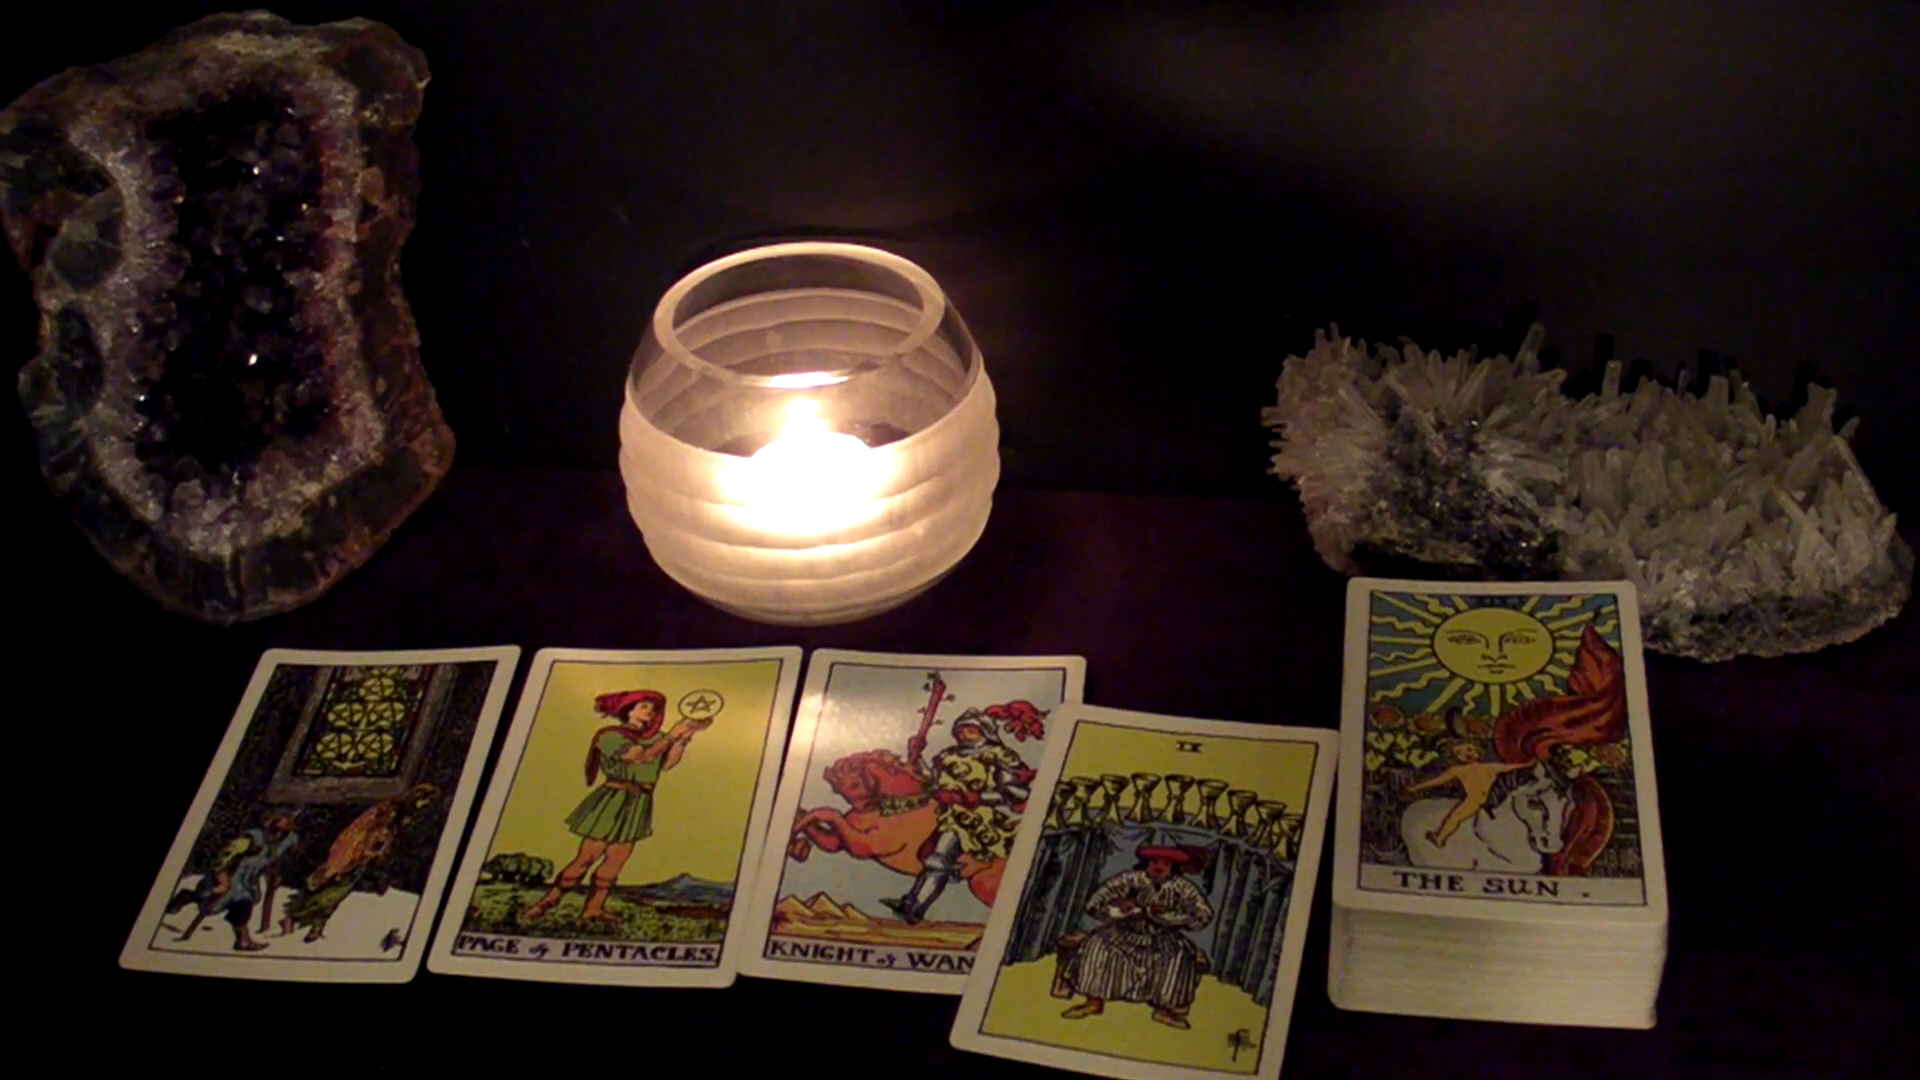 PAGE of PENTACLES.
KNIGHT of WAN
IX
THE SUN .